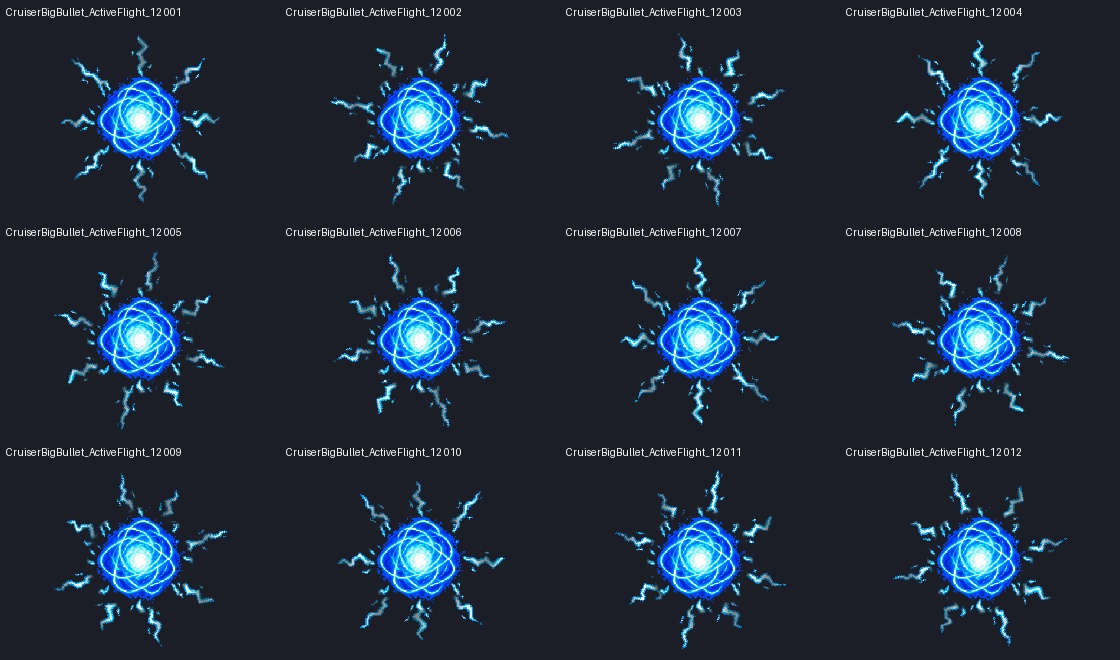 CruiserBigBullet_ActiveFlight_12 001
CruiserBigBullet_ActiveFlight_12 002
CruiserBigBullet_ActiveFlight_12 003
CruiserBigBullet_ActiveFlight_12 004
CruiserBigBullet_ActiveFlight_12 005
CruiserBigBullet_ActiveFlight_12 006
CruiserBigBullet_ActiveFlight_12 007
CruiserBigBullet_ActiveFlight_12 008
CruiserBigBullet_ActiveFlight_12 009
CruiserBigBullet_ActiveFlight_12 010
CruiserBigBullet_ActiveFlight_12 011
CruiserBigBullet_ActiveFlight_12 012